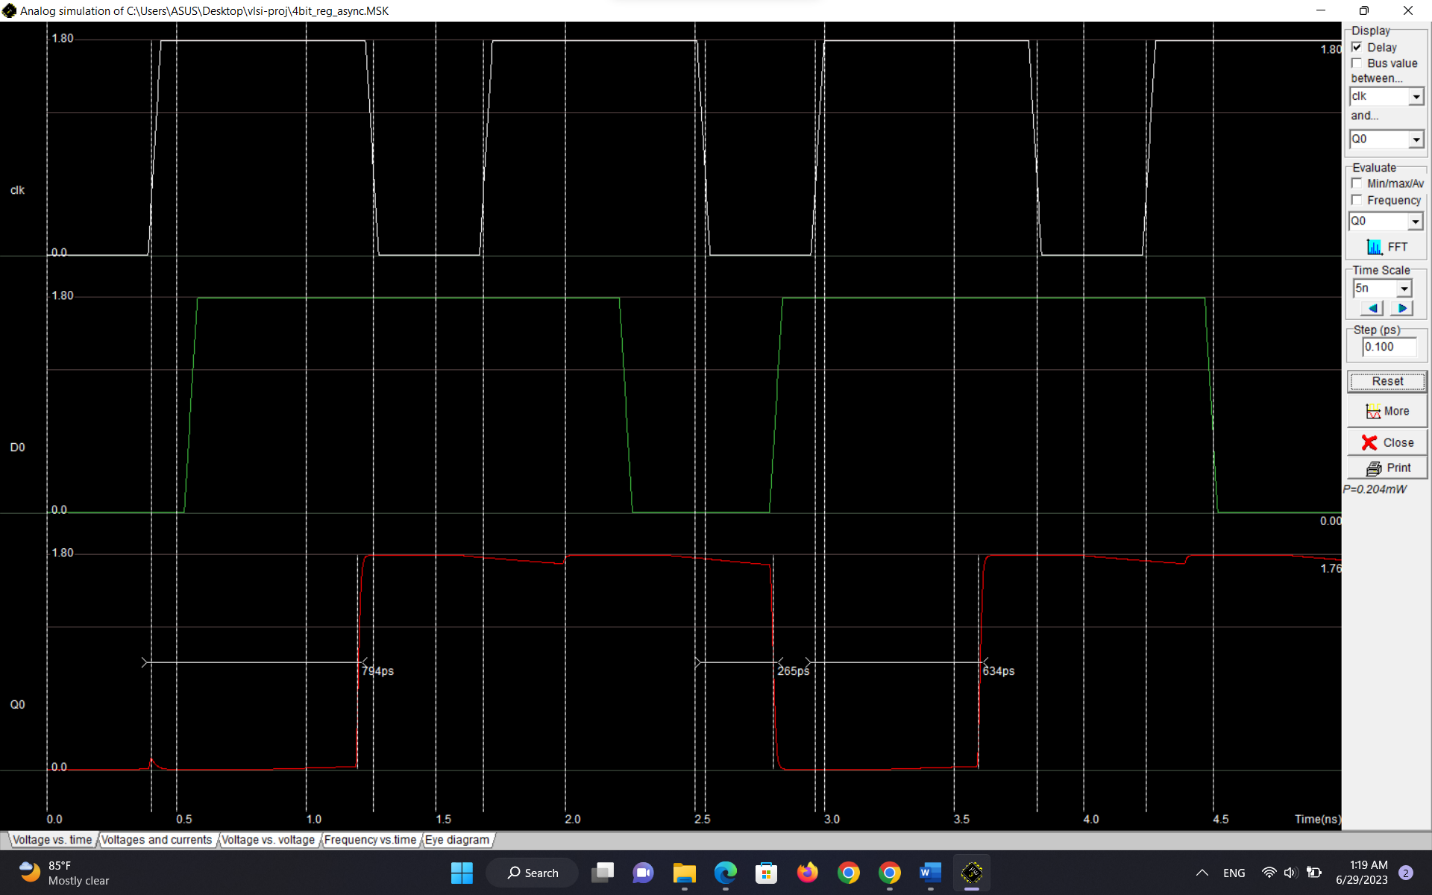 Analog simulation of C:\Users\ASUS\Desktop\vlsi-proj\4bit_reg_async.MSK
1.80
1.80
clk
0.0
1.80
D0
0.0
0.00
1.80
1.76
794ps
265ps
634ps
Q0
0.0
0.0 0.5 1.0 1.5 2.0 2.5 3.0 3.5 4.0 4.5 Time(ns)
Display
Delay
Bus value
between...
clk
and...
Q0
Evaluate
Min/max/Av
Frequency
Q0
FFT
Time Scale
5n
Step (ps)
0.100
Reset
More
Close
Print
P=0.204mW
Voltage vs. time Voltages and currents Voltage vs. voltage Frequency vs.time Eye diagram
85°F
Mostly clear
Search
ENG
1:19 AM
6/29/2023
2